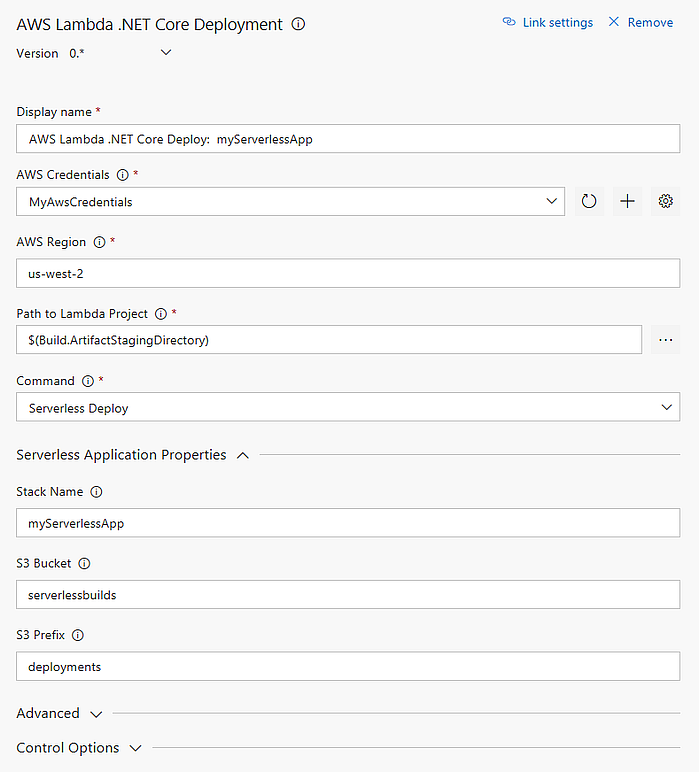 AWS Lambda .NET Core Deployment
Link settings
Remove
Version 0.*
Display name *
AWS Lambda .NET Core Deploy: myServerlessApp
AWS Credentials *
MyAwsCredentials
AWS Region *
us-west-2
Path to Lambda Project *
$(Build.ArtifactStagingDirectory)
...
Command *
Serverless Deploy
Serverless Application Properties
Stack Name
myServerlessApp
S3 Bucket
serverlessbuilds
S3 Prefix
deployments
Advanced
Control Options